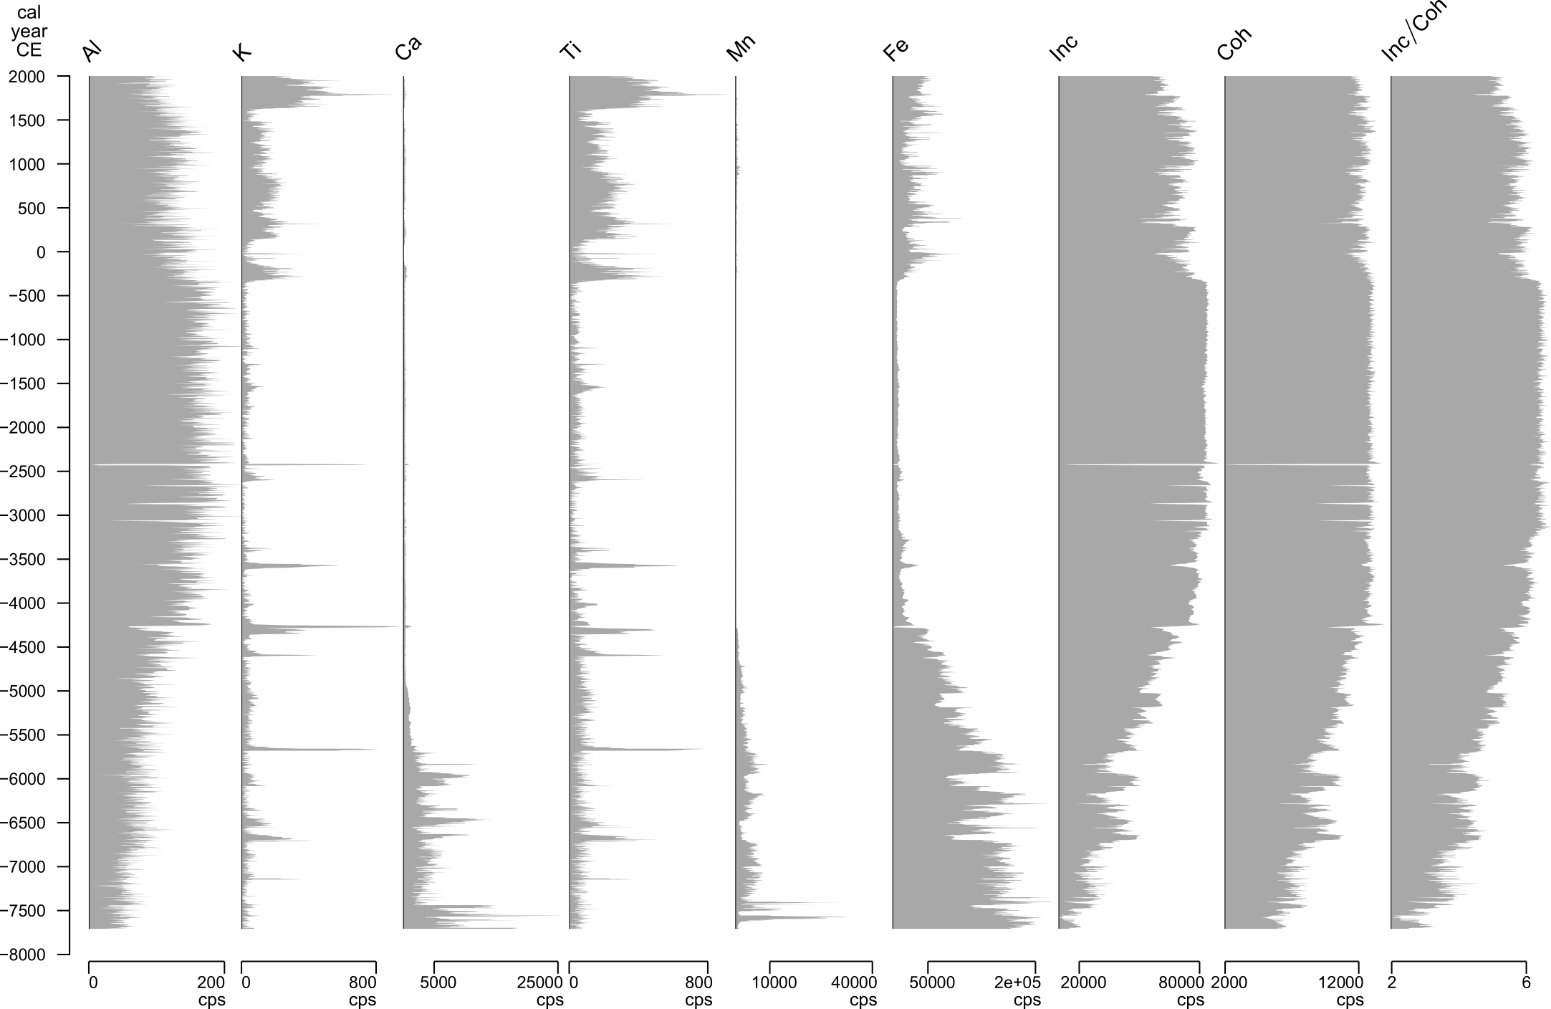 cal
year
CE
Al
K
Ca
Ti
Mn
Fe
Inc
Coh
Inc/Coh
2000
1500
1000
500
0
−500
−1000
−1500
−2000
−2500
−3000
−3500
−4000
−4500
−5000
−5500
−6000
−6500
−7000
−7500
−8000
0 200
cps
0 800
cps
5000 25000
cps
0 800
cps
10000 40000
cps
50000 2e+05
cps
20000 80000
cps
2000 12000
cps
2 6